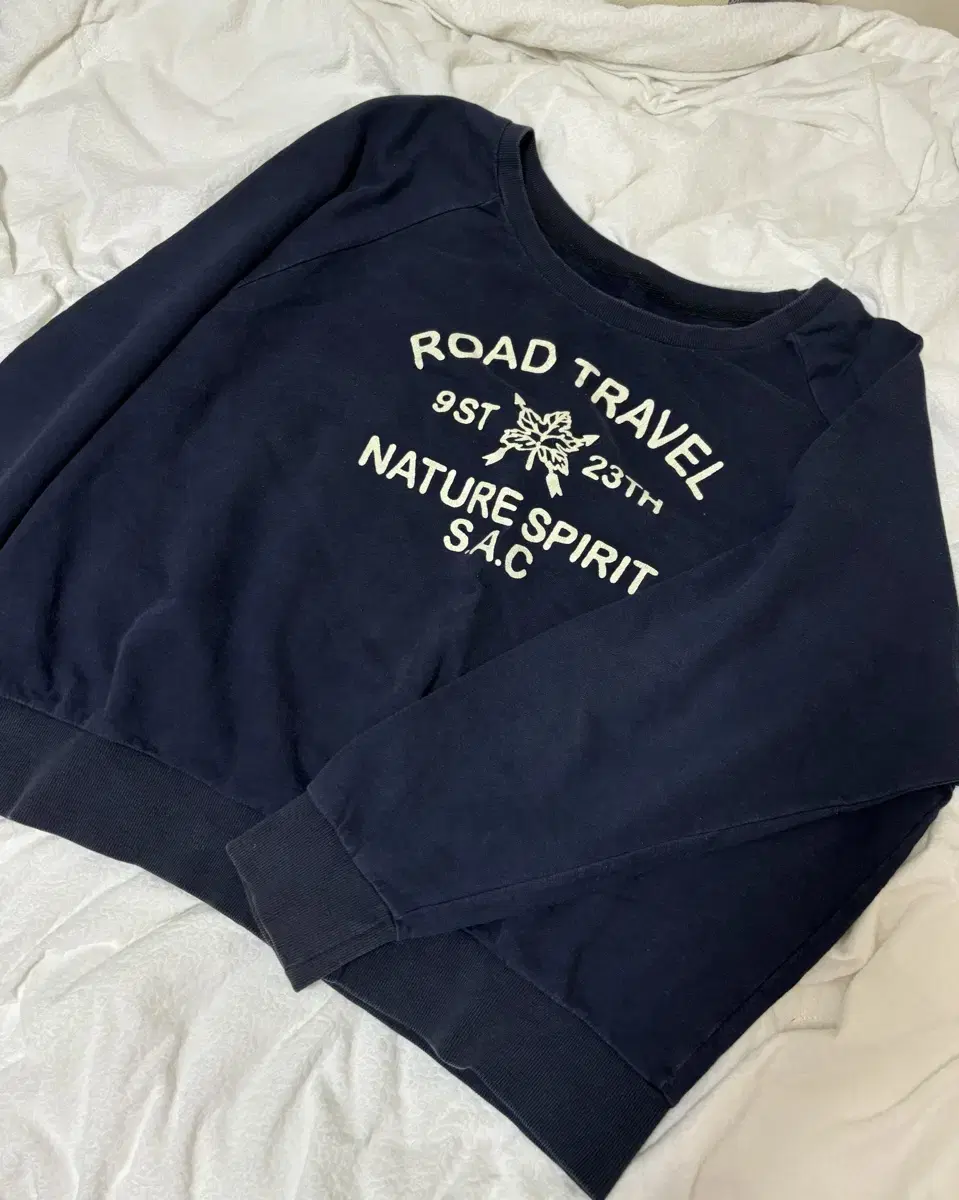 ROAD TRAVEL
9ST 23TH
NATURE SPIRIT
S.A.C